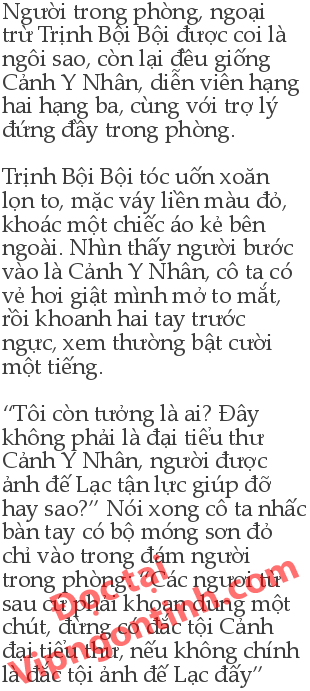 Người trong phòng, ngoại
trừ Trịnh Bội Bội được coi là
ngôi sao, còn lại đều giống
Cảnh Y Nhân, diễn viên hạng
hai hạng ba, cùng với trợ lý
đứng đầy trong phòng.
Trịnh Bội Bội tóc uốn xoăn
lọn to, mặc váy liền màu đỏ,
khoác một chiếc áo kẻ bên
ngoài. Nhìn thấy người bước
vào là Cảnh Y Nhân, cô ta có
vẻ hơi giật mình mở to mắt,
rồi khoanh hai tay trước
ngực, xem thường bật cười
một tiếng.
“Tôi còn tưởng là ai? Đây
không phải là đại tiểu thư
Cảnh Y Nhân, người được
ảnh đế Lạc tận lực giúp đỡ
hay sao?” Nói xong cô ta nhấc
bàn tay có bộ móng sơn đỏ
chỉ vào trong đám người
trong phòng: “Các ngươi từ
sau cứ phải khoan dung một
chút, đừng có đắc tội Cảnh
đại tiểu thư, nếu không chính
là đắc tội ảnh đế Lạc đấy”
Đọc tại
Vipngontinh.com